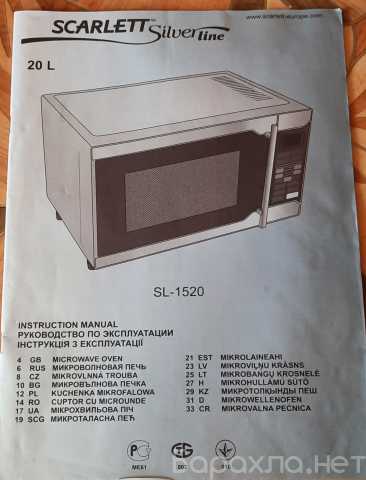 SCARLETT Silver line
www.scarlett-europe.com
20 L
SL-1520
INSTRUCTION MANUAL
РУКОВОДСТВО ПО ЭКСПЛУАТАЦИИ
ІНСТРУКЦІЯ З ЕКСПЛУАТАЦІЇ
4 GB MICROWAVE OVEN
6 RUS МИКРОВОЛНОВАЯ ПЕЧЬ
8 CZ MIKROVLNNA TROUBA
10 BG МИКРОВЪЛНОВА ПЕЧКА
12 PL KUCHENKA MIKROFALOWA
14 RO CUPTOR CU MICROUNDE
17 UA МІКРОХВИЛЬОВА ПІЧ
19 SCG МИКРОТАЛАСНА ПЕЋ
21 EST MIKROLAINEAHI
23 LV MIKROVIĻŅU KRĀSNS
25 LT MIKROBANGŲ KROSNELĖ
27 H MIKROHULLÁMÚ SÜTŐ
29 KZ МИКРОТОЛҚЫНДЫ ПЕШ
31 D MIKROWELLENOFEN
33 CR MIKROVALNA PEĆNICA
МЕ61
Барахла.нет